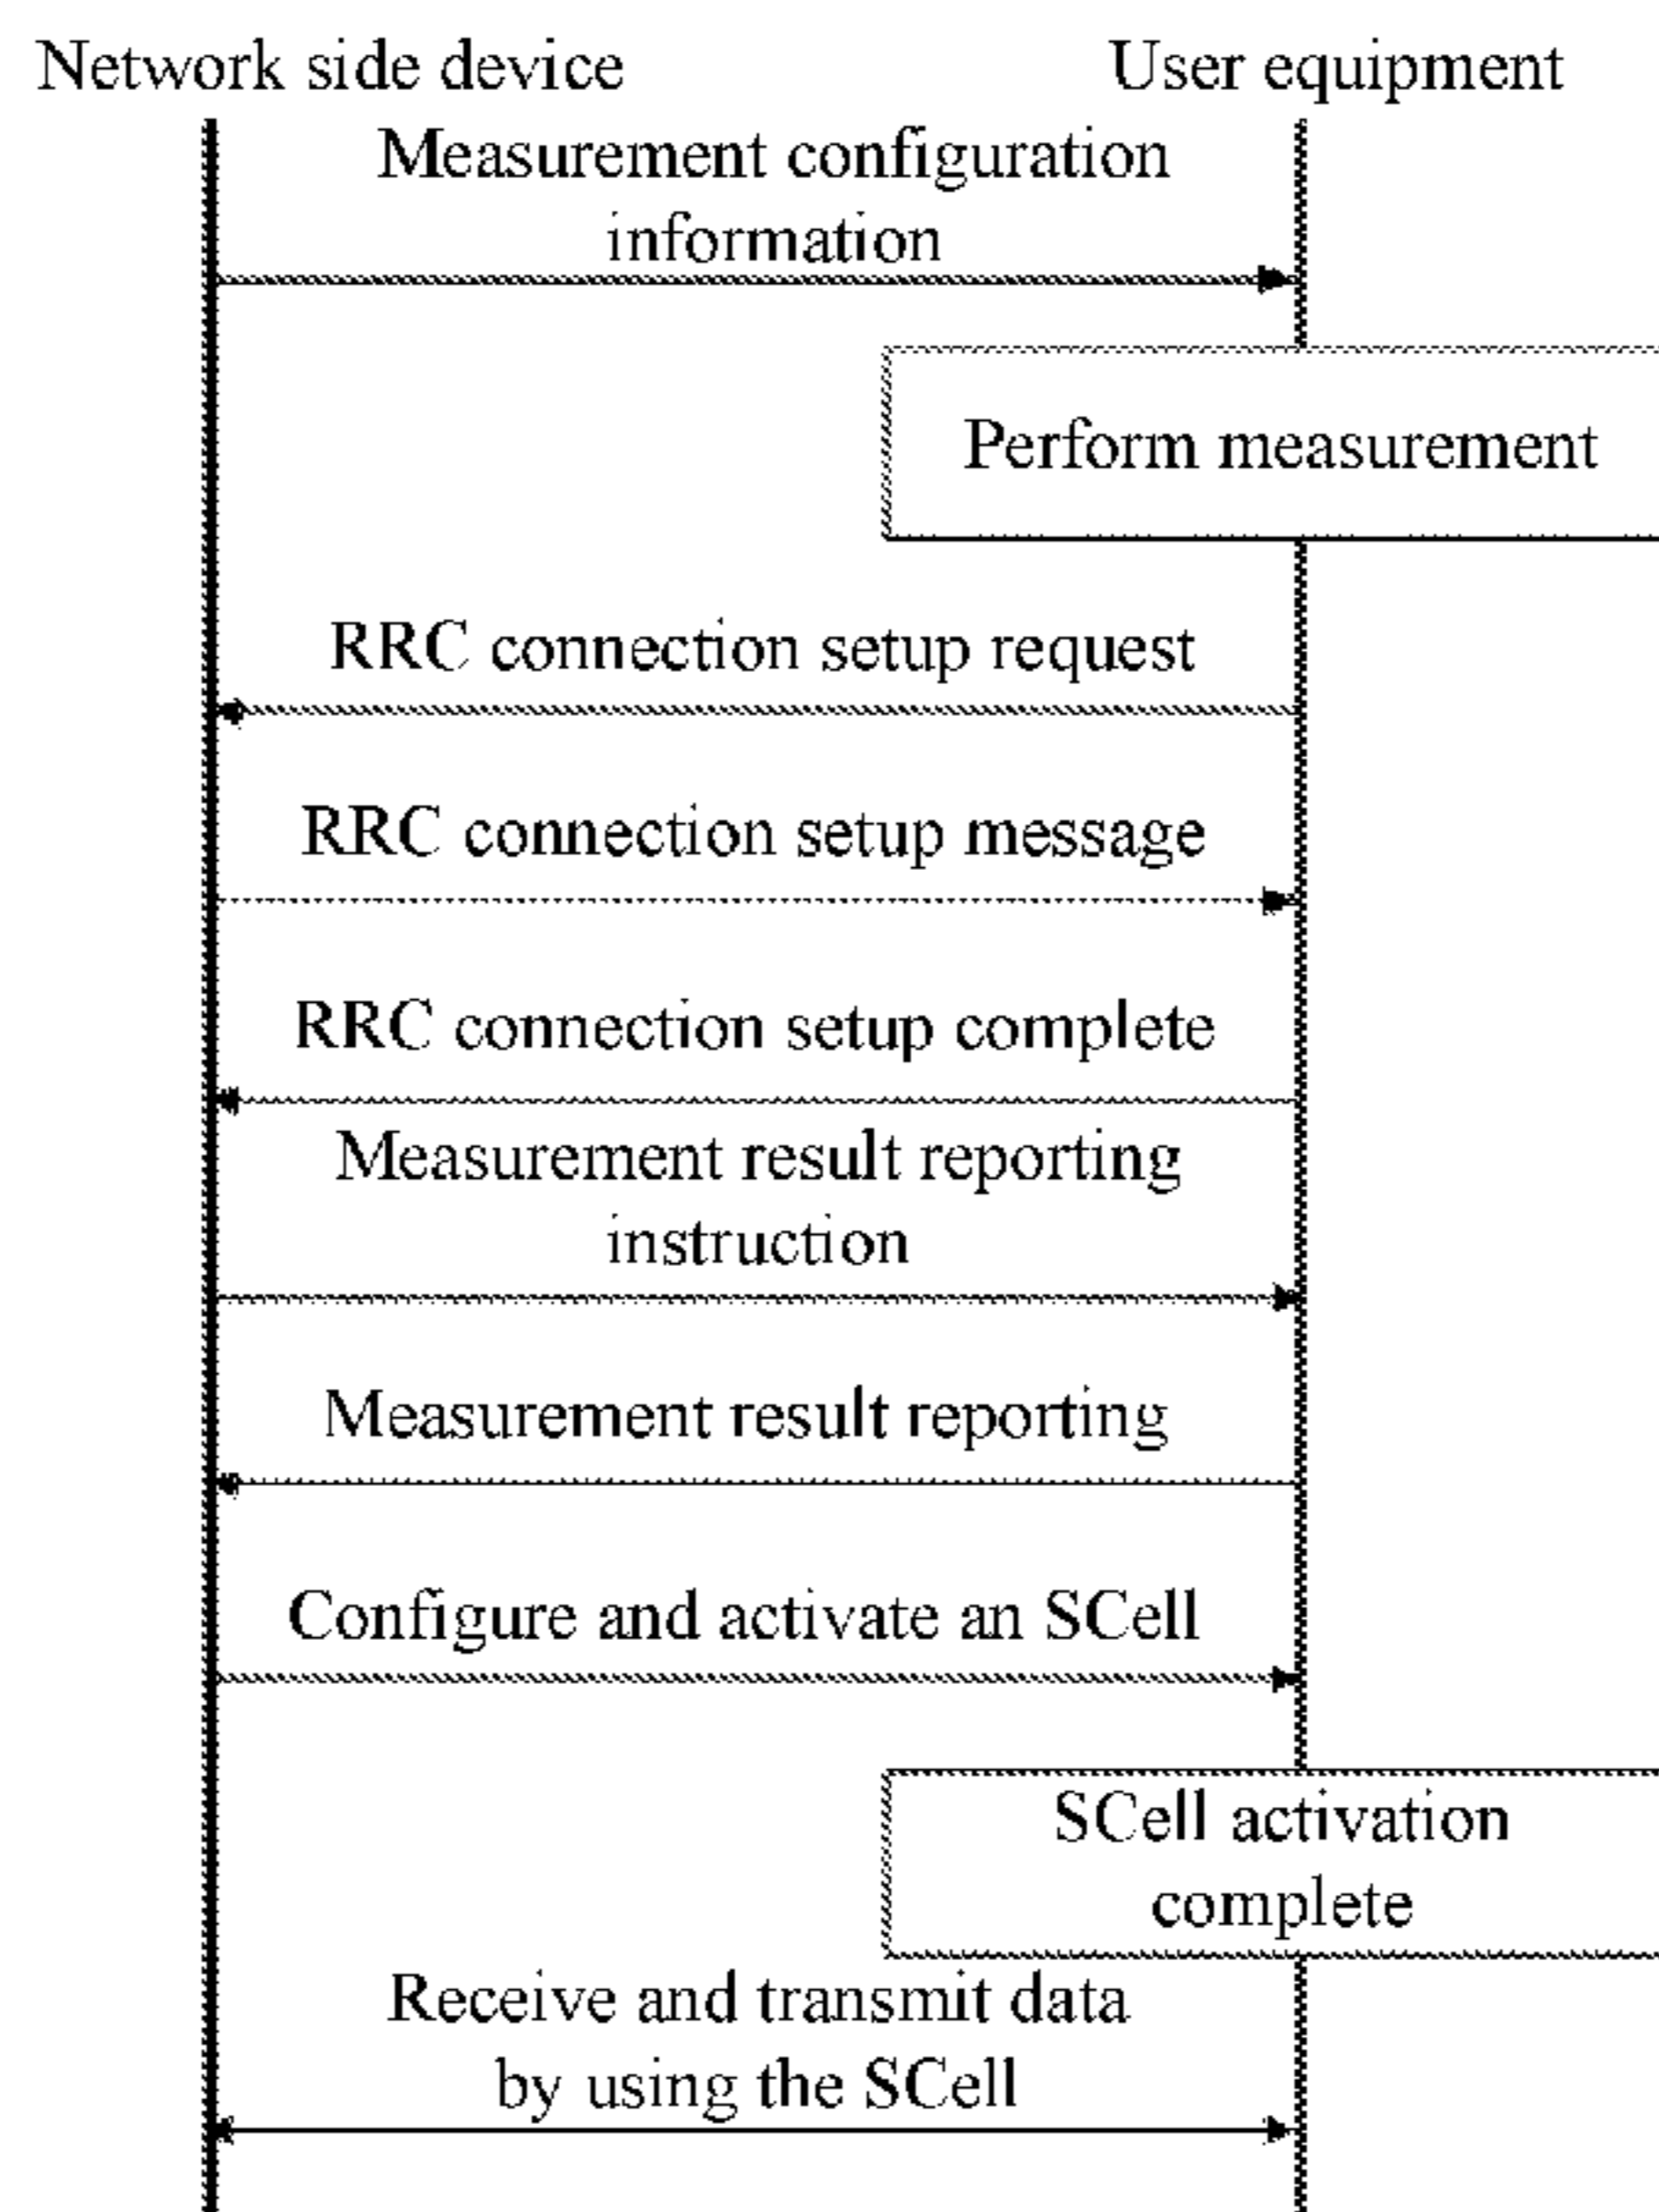 Network side device
User equipment
Measurement configuration
information
Perform measurement
RRC connection setup request
RRC connection setup message
RRC connection setup complete
Measurement result reporting
instruction
Measurement result reporting
Configure and activate an SCell
SCell activation
complete
Receive and transmit data
by using the SCell